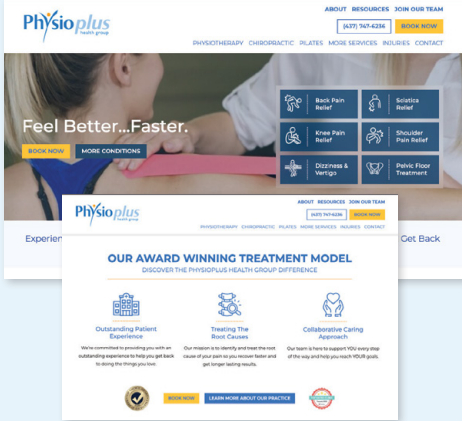 ABOUT RESOURCES JOIN OUR TEAM
Physioplus
health group
(437) 747-6236
BOOK NOW
PHYSIOTHERAPY CHIROPRACTIC PILATES MORE SERVICES INJURIES CONTACT
Feel Better...Faster.
BOOK NOW
MORE CONDITIONS
Back Pain
Relief
Sciatica
Relief
Knee Pain
Relief
Shoulder
Pain Relief
Dizziness &
Vertigo
Pelvic Floor
Treatment
Experien
Get Back
ABOUT RESOURCES JOIN OUR TEAM
Physioplus
health group
(437) 747-6236
BOOK NOW
PHYSIOTHERAPY CHIROPRACTIC PILATES MORE SERVICES INJURIES CONTACT
OUR AWARD WINNING TREATMENT MODEL
DISCOVER THE PHYSIOPLUS HEALTH GROUP DIFFERENCE
Outstanding Patient
Experience
We're committed to providing you with an
outstanding experience to help you get back
to doing the things you love.
Treating The
Root Causes
Our mission is to identify and treat the root
cause of your pain so you recover faster and
get longer lasting results.
Collaborative Caring
Approach
Our team is here to support YOU every step
of the way and help you reach YOUR goals.
BOOK NOW
LEARN MORE ABOUT OUR PRACTICE